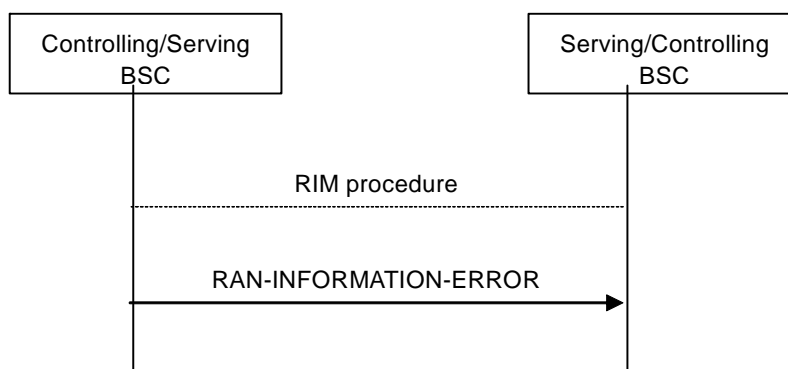 Controlling/Serving
BSC
Serving/Controlling
BSC
RIM procedure
RAN-INFORMATION-ERROR